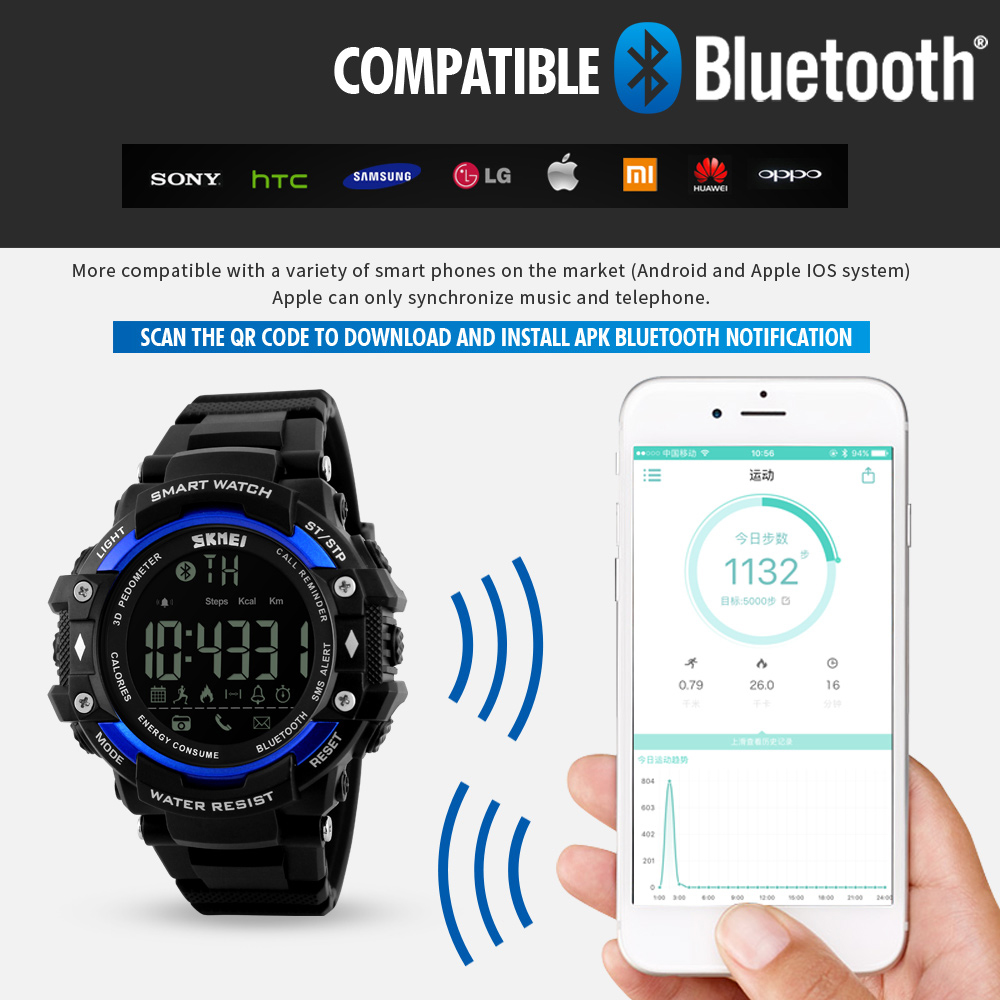 COMPATIBLE Bluetooth®
SONY hTC SAMSUNG LG mi HUAWEI oppo
More compatible with a variety of smart phones on the market (Android and Apple IOS system)
Apple can only synchronize music and telephone.
SCAN THE QR CODE TO DOWNLOAD AND INSTALL APK BLUETOOTH NOTIFICATION
SMART WATCH
LIGHT
ST/STP
SKMEI
3D PEDOMETER
CALL REMINDER
TH
Steps Kcal Km
10:4331
CALORIES
SMS ALERT
ENERGY CONSUME
BLUETOOTH
MODE
RESET
WATER RESIST
中国移动 10:56 94%
运动
今日步数
1132步
目标:5000步
0.79 26.0 16
千米 千卡 分钟
上滑查看历史记录
今日运动趋势
804
603
402
201
0
1:00 3:00 6:00 9:00 12:00 15:00 18:00 21:00 24:00